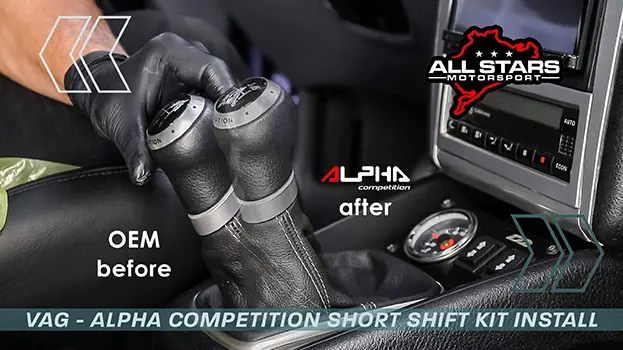 ALL STARS
MOTORSPORT
AUTO
ECON
ALPHA
competition
OEM
before
after
VAG - ALPHA COMPETITION SHORT SHIFT KIT INSTALL